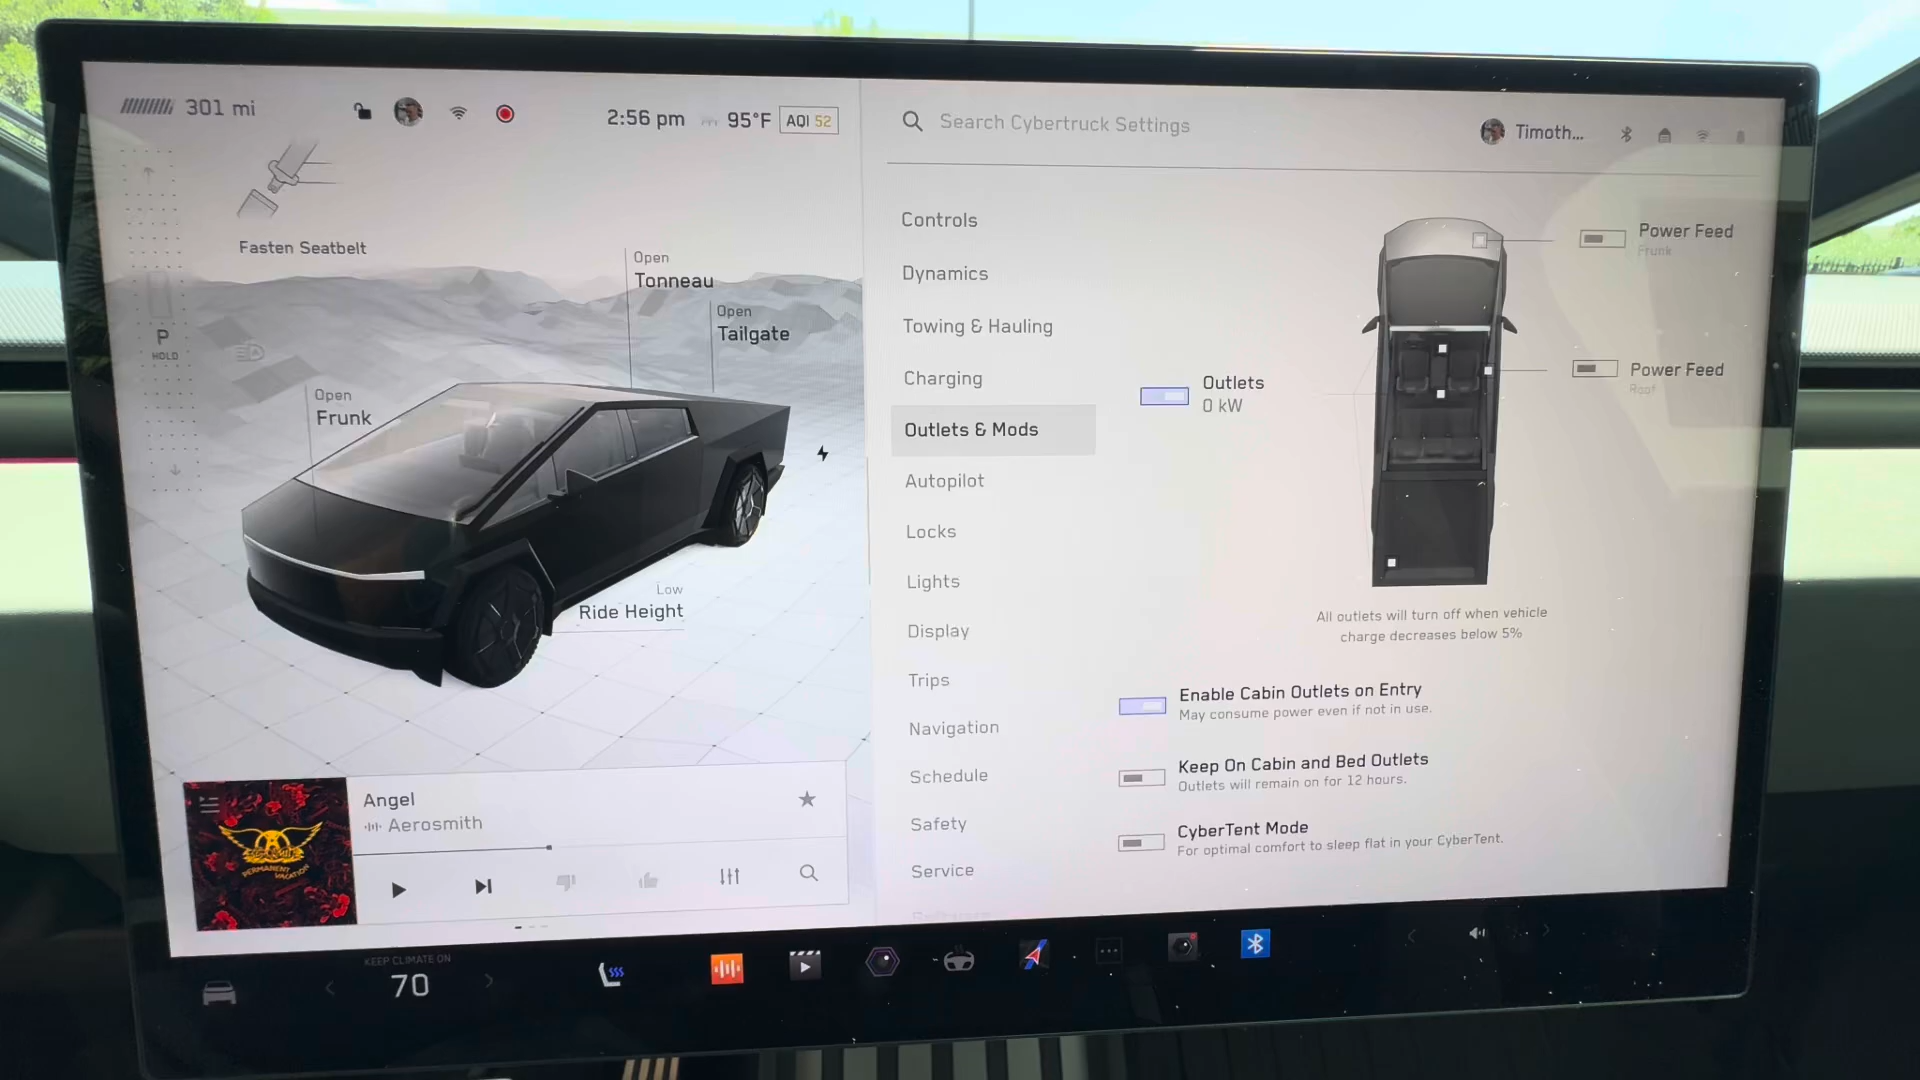 301 mi
2:56 pm
95°F
AQI 52
Fasten Seatbelt
P
HOLD
Open
Tonneau
Open
Tailgate
Open
Frunk
Low
Ride Height
PERMANENT VACATION
Angel
Aerosmith
KEEP CLIMATE ON
70
Search Cybertruck Settings
Timoth...
Controls
Dynamics
Towing & Hauling
Charging
Outlets & Mods
Autopilot
Locks
Lights
Display
Trips
Navigation
Schedule
Safety
Service
Outlets
0 kW
Power Feed
Frunk
Power Feed
Roof
All outlets will turn off when vehicle
charge decreases below 5%
Enable Cabin Outlets on Entry
May consume power even if not in use.
Keep On Cabin and Bed Outlets
Outlets will remain on for 12 hours.
CyberTent Mode
For optimal comfort to sleep flat in your CyberTent.